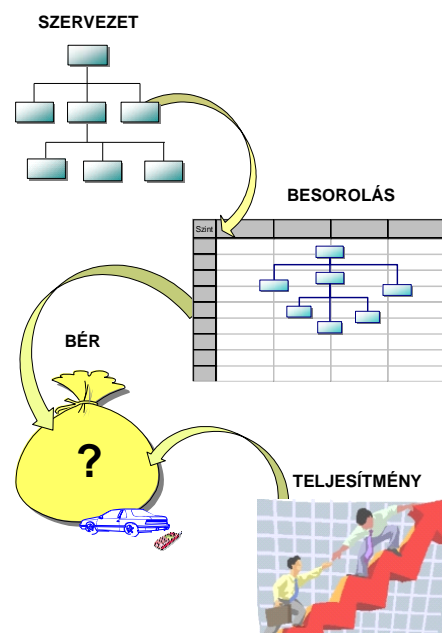 SZERVEZET
BESOROLÁS
Szint
BÉR
?
TELJESÍTMÉNY